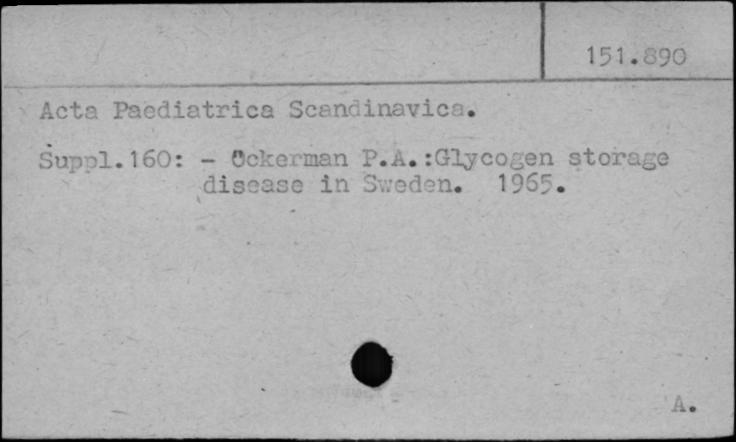 151.890
Acta Paediatrica Scandinavica.
Suppl.160: - Öckerman P.A.:Glycogen storage
disease in Sweden. 1965.
A.